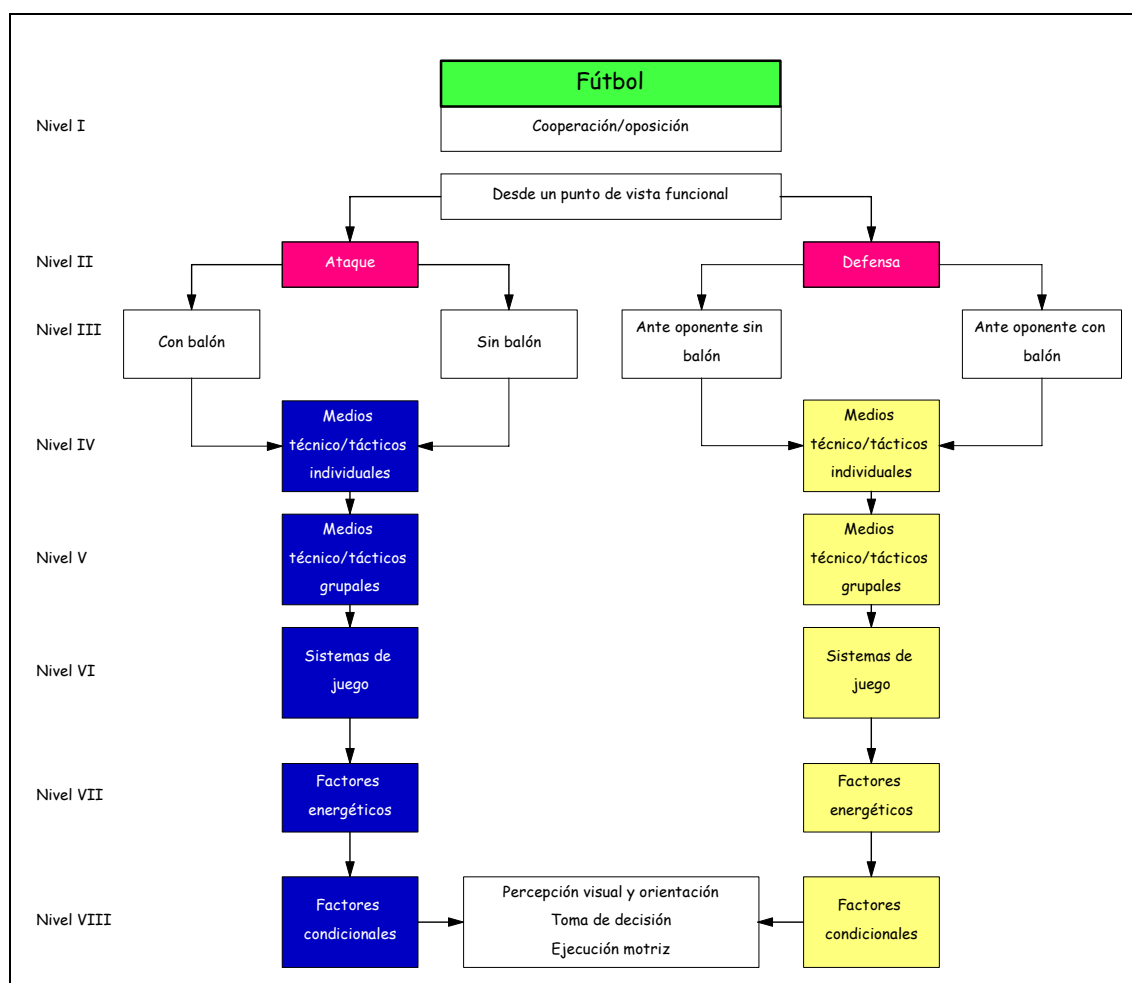 Fútbol
Nivel I
Cooperación/oposición
Desde un punto de vista funcional
Nivel II
Ataque
Defensa
Nivel III
Con balón
Sin balón
Ante oponente sin
balón
Ante oponente con
balón
Nivel IV
Medios
técnico/tácticos
individuales
Medios
técnico/tácticos
individuales
Nivel V
Medios
técnico/tácticos
grupales
Medios
técnico/tácticos
grupales
Nivel VI
Sistemas de
juego
Sistemas de
juego
Nivel VII
Factores
energéticos
Factores
energéticos
Nivel VIII
Factores
condicionales
Percepción visual y orientación
Toma de decisión
Ejecución motriz
Factores
condicionales